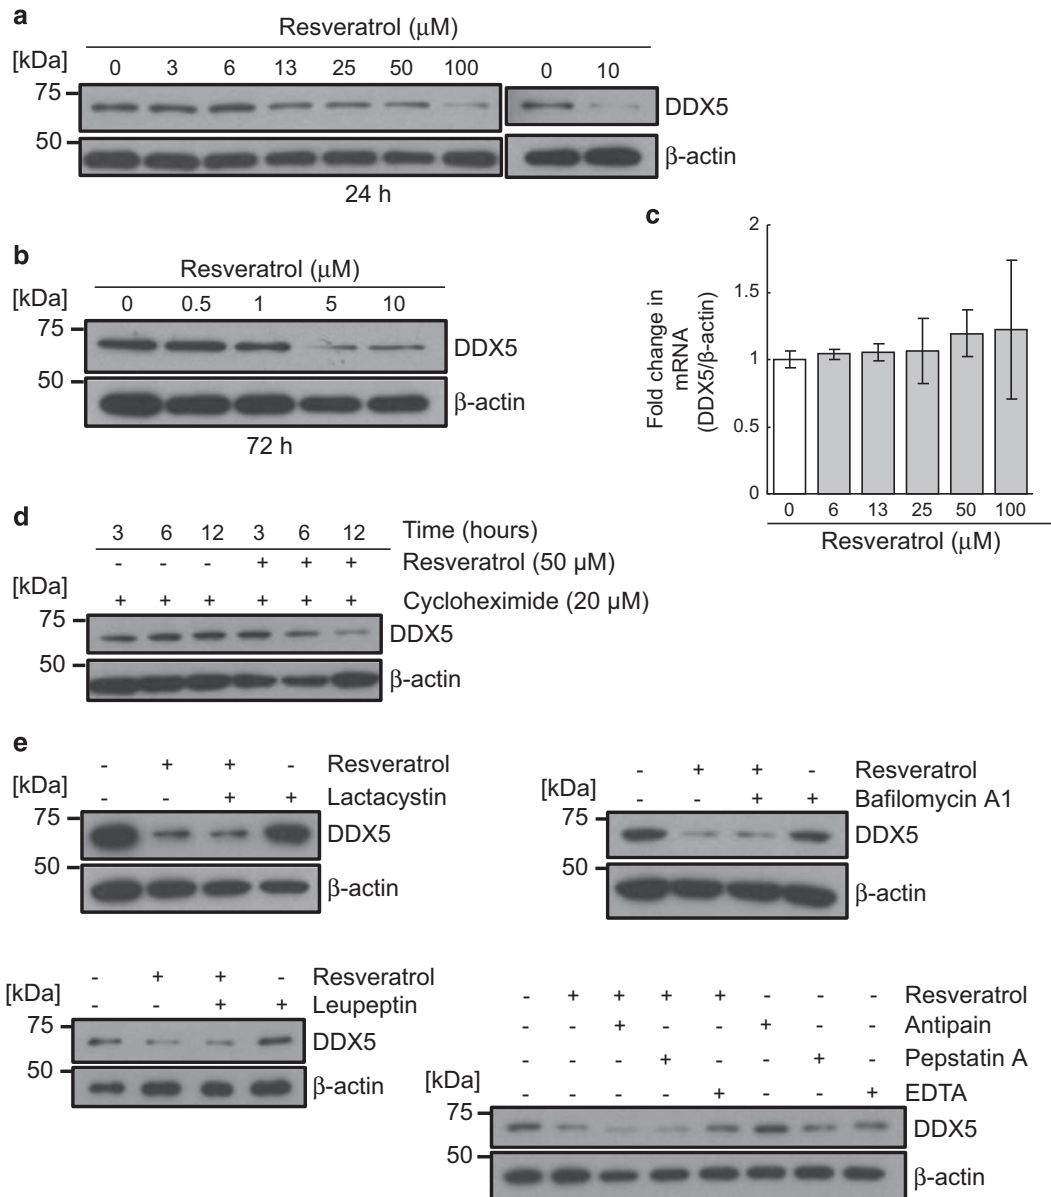 a
Resveratrol (μM)
[kDa] 0 3 6 13 25 50 100 0 10
75 DDX5
50 β-actin
24 h
b
Resveratrol (μM)
[kDa] 0 0.5 1 5 10
75 DDX5
50 β-actin
72 h
c
Fold change in
mRNA
(DDX5/β-actin)
2
1.5
1
0.5
0
0 6 13 25 50 100
Resveratrol (μM)
d
3 6 12 3 6 12 Time (hours)
- - - + + + Resveratrol (50 μM)
[kDa] + + + + + + Cycloheximide (20 μM)
75 DDX5
50 β-actin
e
- + + - Resveratrol
[kDa] - - + + Lactacystin
75 DDX5
50 β-actin
- + + - Resveratrol
[kDa] - - + + Bafilomycin A1
75 DDX5
50 β-actin
- + + - Resveratrol
[kDa] - - + + Leupeptin
75 DDX5
50 β-actin
- + + + + - - - Resveratrol
- - + - - + - - Antipain
- - - + - - + - Pepstatin A
[kDa] - - - - + - - + EDTA
75 DDX5
50 β-actin